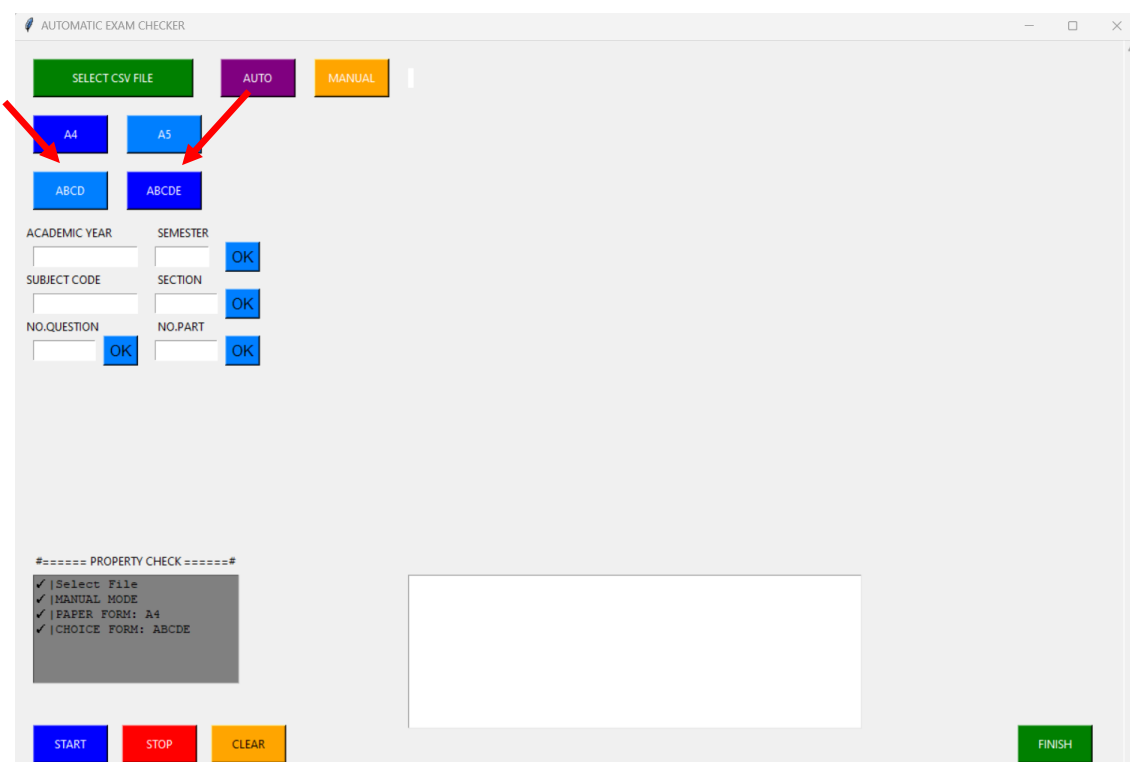 AUTOMATIC EXAM CHECKER
SELECT CSV FILE AUTO MANUAL
A4 A5
ABCD ABCDE
ACADEMIC YEAR SEMESTER
OK
SUBJECT CODE SECTION
OK
NO.QUESTION NO.PART
OK OK
#====== PROPERTY CHECK ======#
✓|Select File
✓|MANUAL MODE
✓|PAPER FORM: A4
✓|CHOICE FORM: ABCDE
START STOP CLEAR FINISH